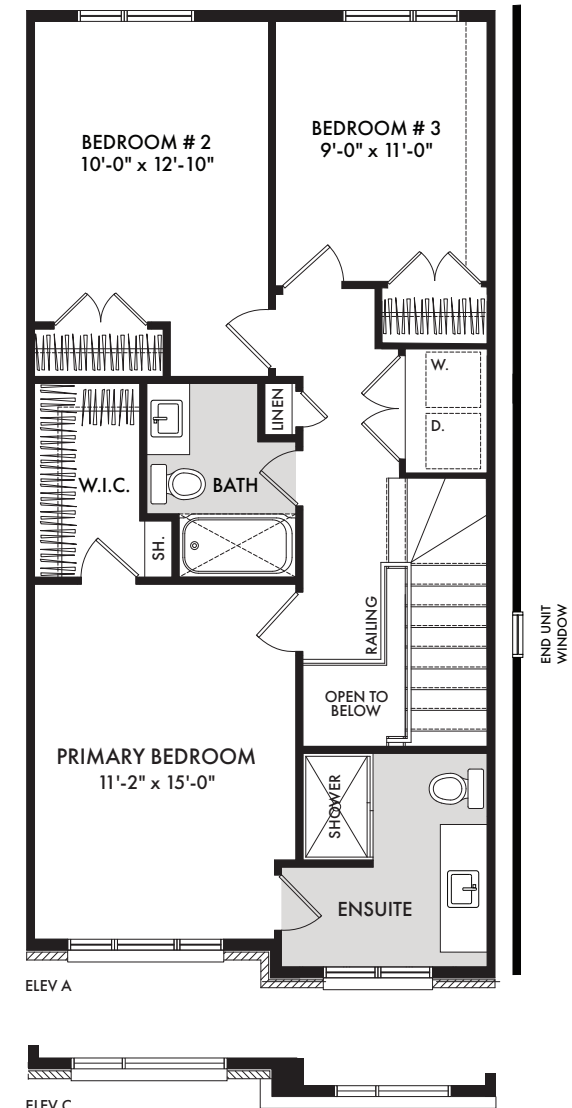 BEDROOM # 2
10'-0" x 12'-10"
BEDROOM # 3
9'-0" x 11'-0"
W.
D.
LINEN
W.I.C.
BATH
SH.
RAILING
OPEN TO
BELOW
END UNIT
WINDOW
PRIMARY BEDROOM
11'-2" x 15'-0"
SHOWER
ENSUITE
ELEV A
ELEV C